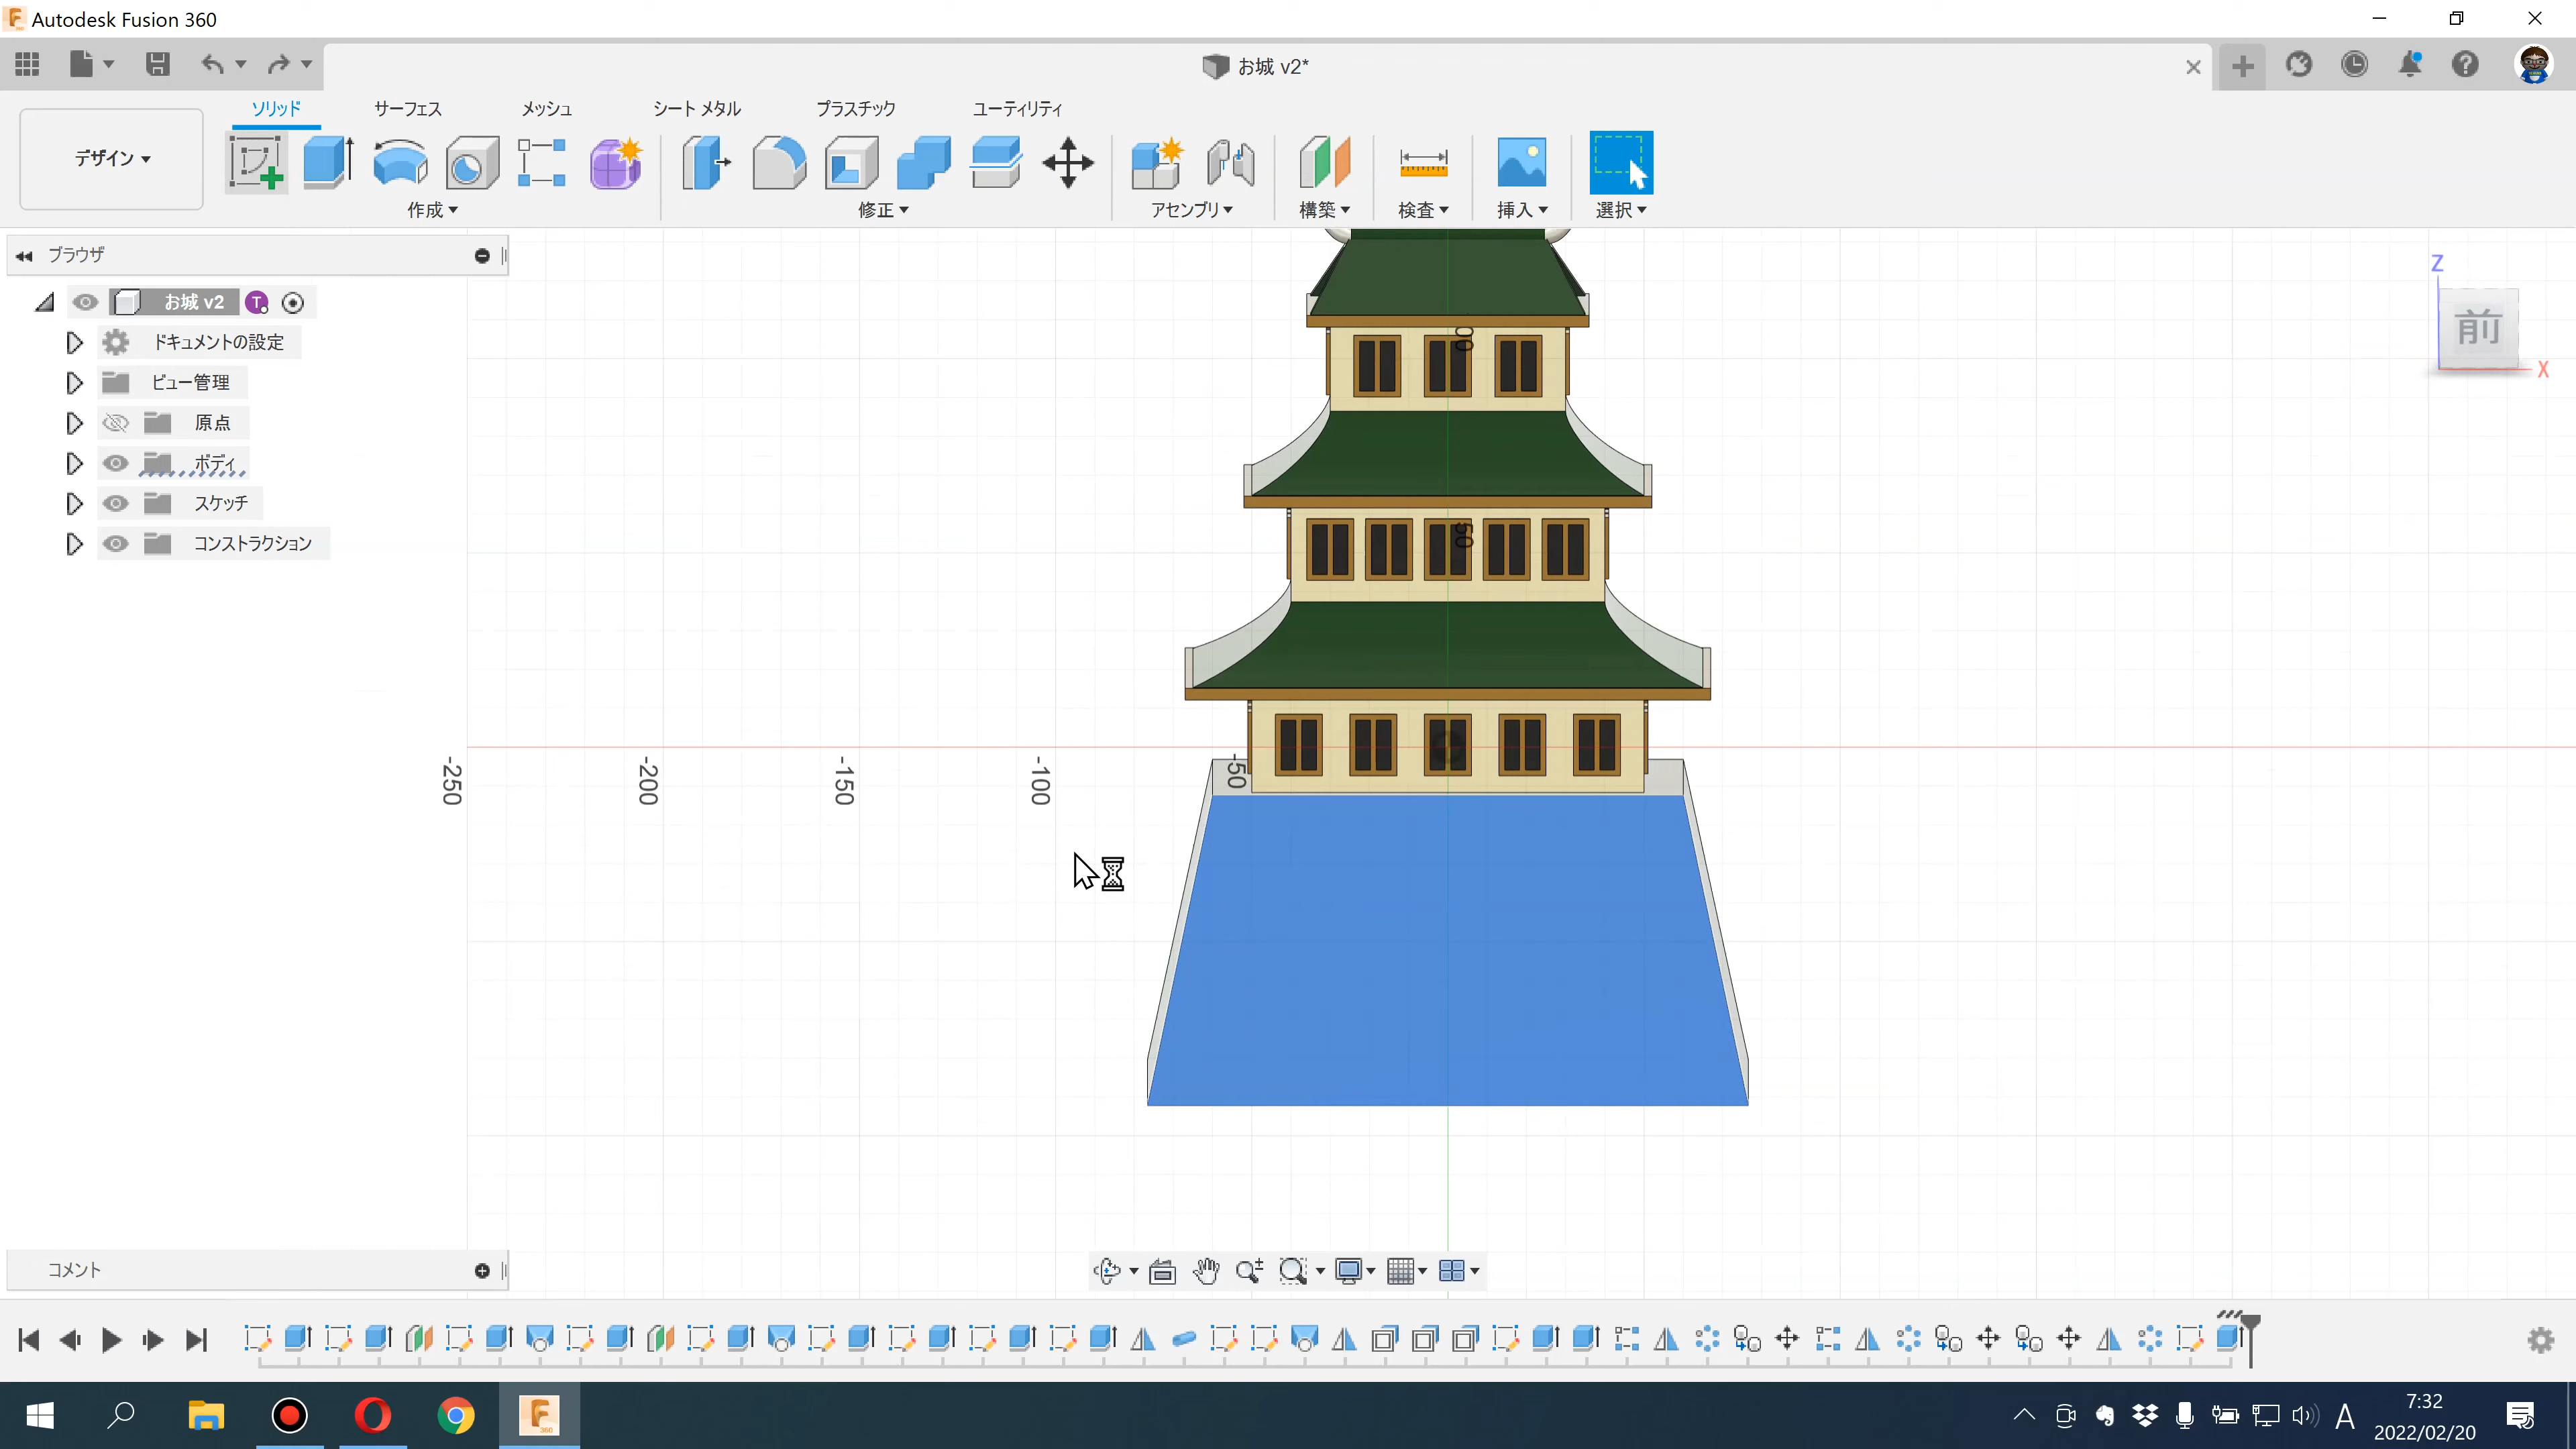 Autodesk Fusion 360
お城 v2*
ソリッド サーフェス メッシュ シート メタル プラスチック ユーティリティ
デザイン
作成 修正 アセンブリ 構築 検査 挿入 選択
ブラウザ
お城 v2
ドキュメントの設定
ビュー管理
原点
ボディ
スケッチ
コンストラクション
Z
前
X
00
50
-250
-200
-150
-100
-50
コメント
360
A
7:32
2022/02/20